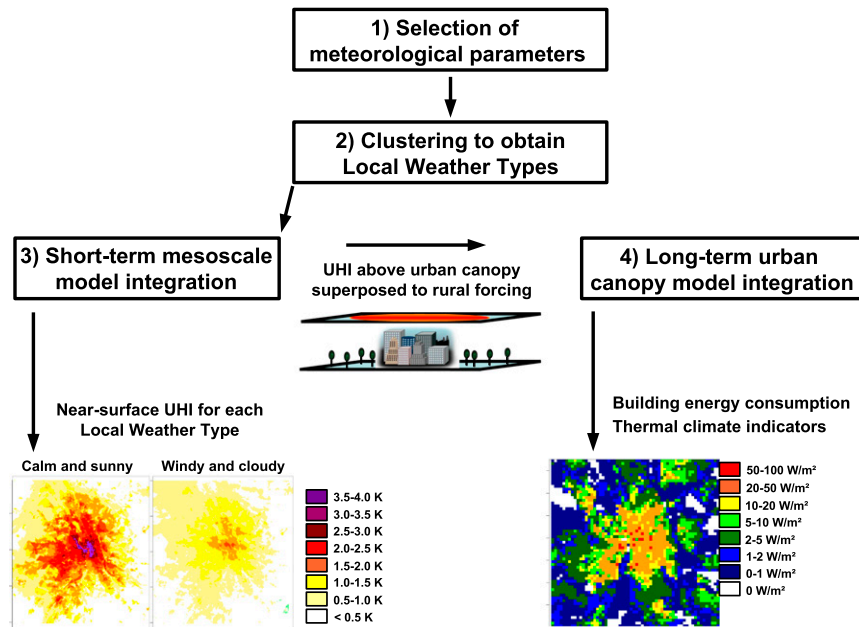 1) Selection of
meteorological parameters
2) Clustering to obtain
Local Weather Types
3) Short-term mesoscale
model integration
UHI above urban canopy
superposed to rural forcing
4) Long-term urban
canopy model integration
Near-surface UHI for each
Local Weather Type
Building energy consumption
Thermal climate indicators
Calm and sunny
Windy and cloudy
3.5-4.0 K
3.0-3.5 K
2.5-3.0 K
2.0-2.5 K
1.5-2.0 K
1.0-1.5 K
0.5-1.0 K
< 0.5 K
50-100 W/m²
20-50 W/m²
10-20 W/m²
5-10 W/m²
2-5 W/m²
1-2 W/m²
0-1 W/m²
0 W/m²